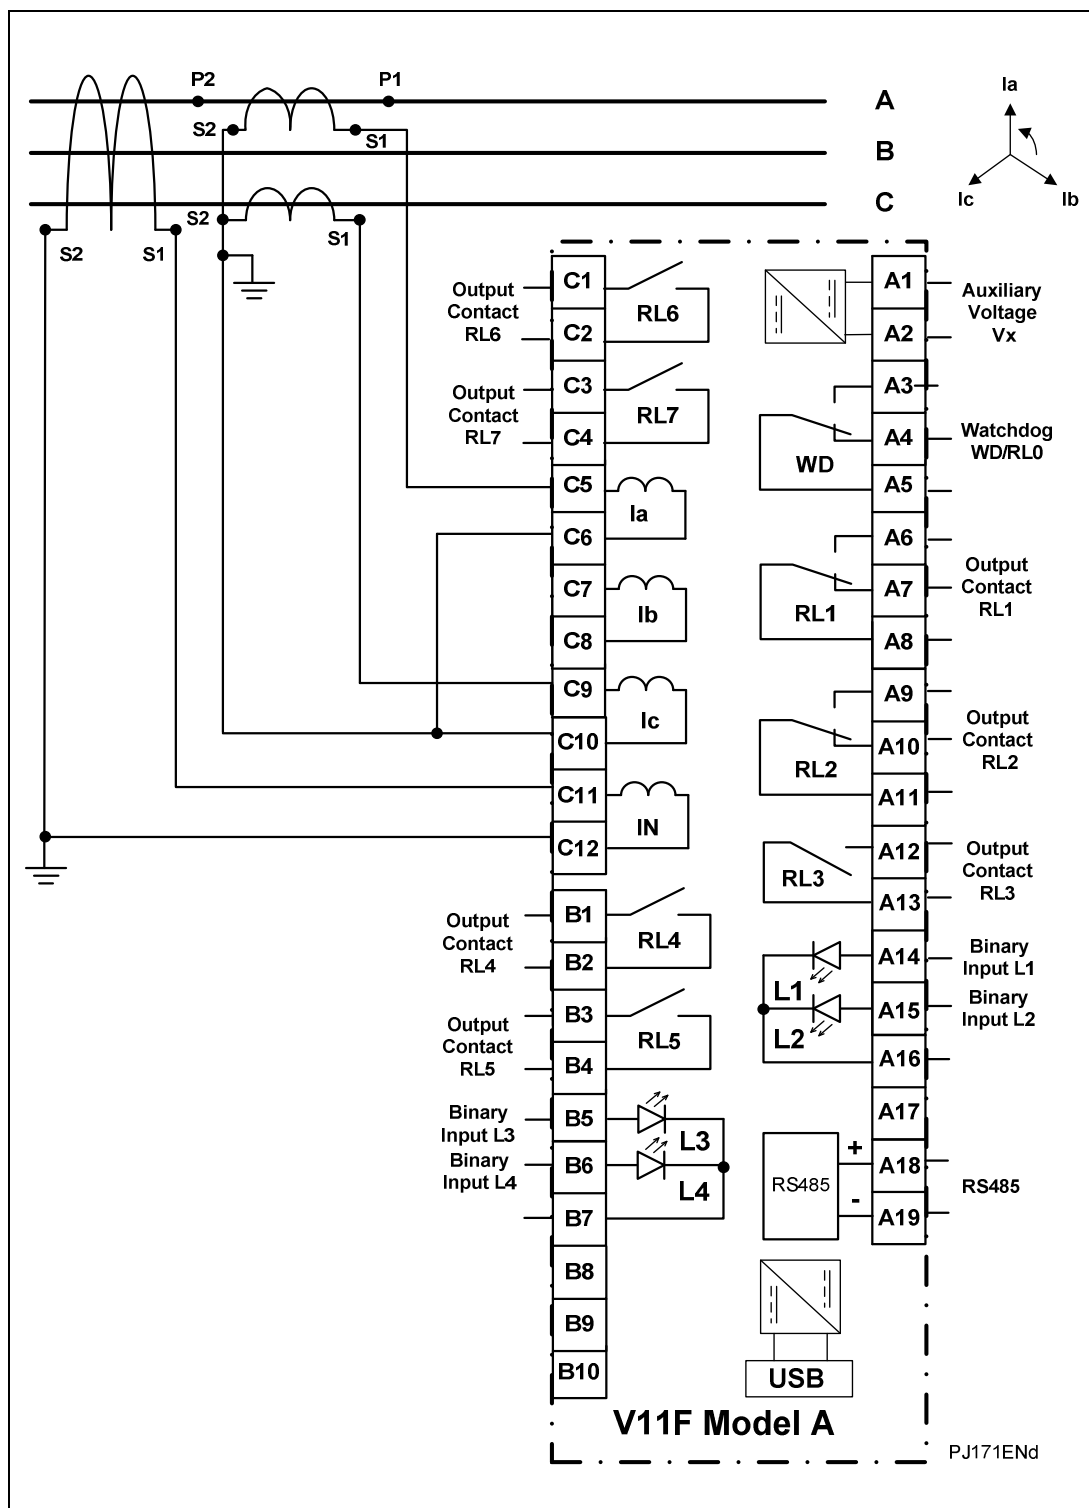 P2
P1
A
Ia
S2
S1
B
Ic
Ib
S2
C
S1
S2
S1
Output
Contact
RL6
C1
RL6
C2
A1
A2
Auxiliary
Voltage
Vx
Output
Contact
RL7
C3
RL7
C4
A3
A4
A5
WD
Watchdog
WD/RL0
C5
Ia
C6
C7
Ib
C8
A6
A7
A8
RL1
Output
Contact
RL1
C9
Ic
C10
A9
A10
A11
RL2
Output
Contact
RL2
C11
IN
C12
A12
A13
RL3
Output
Contact
RL3
Output
Contact
RL4
B1
RL4
B2
A14
L1
Binary
Input L1
A15
L2
Binary
Input L2
A16
Output
Contact
RL5
B3
RL5
B4
A17
Binary
Input L3
B5
L3
Binary
Input L4
B6
L4
B7
RS485
+
-
A18
A19
RS485
B8
B9
B10
USB
V11F Model A
PJ171ENd